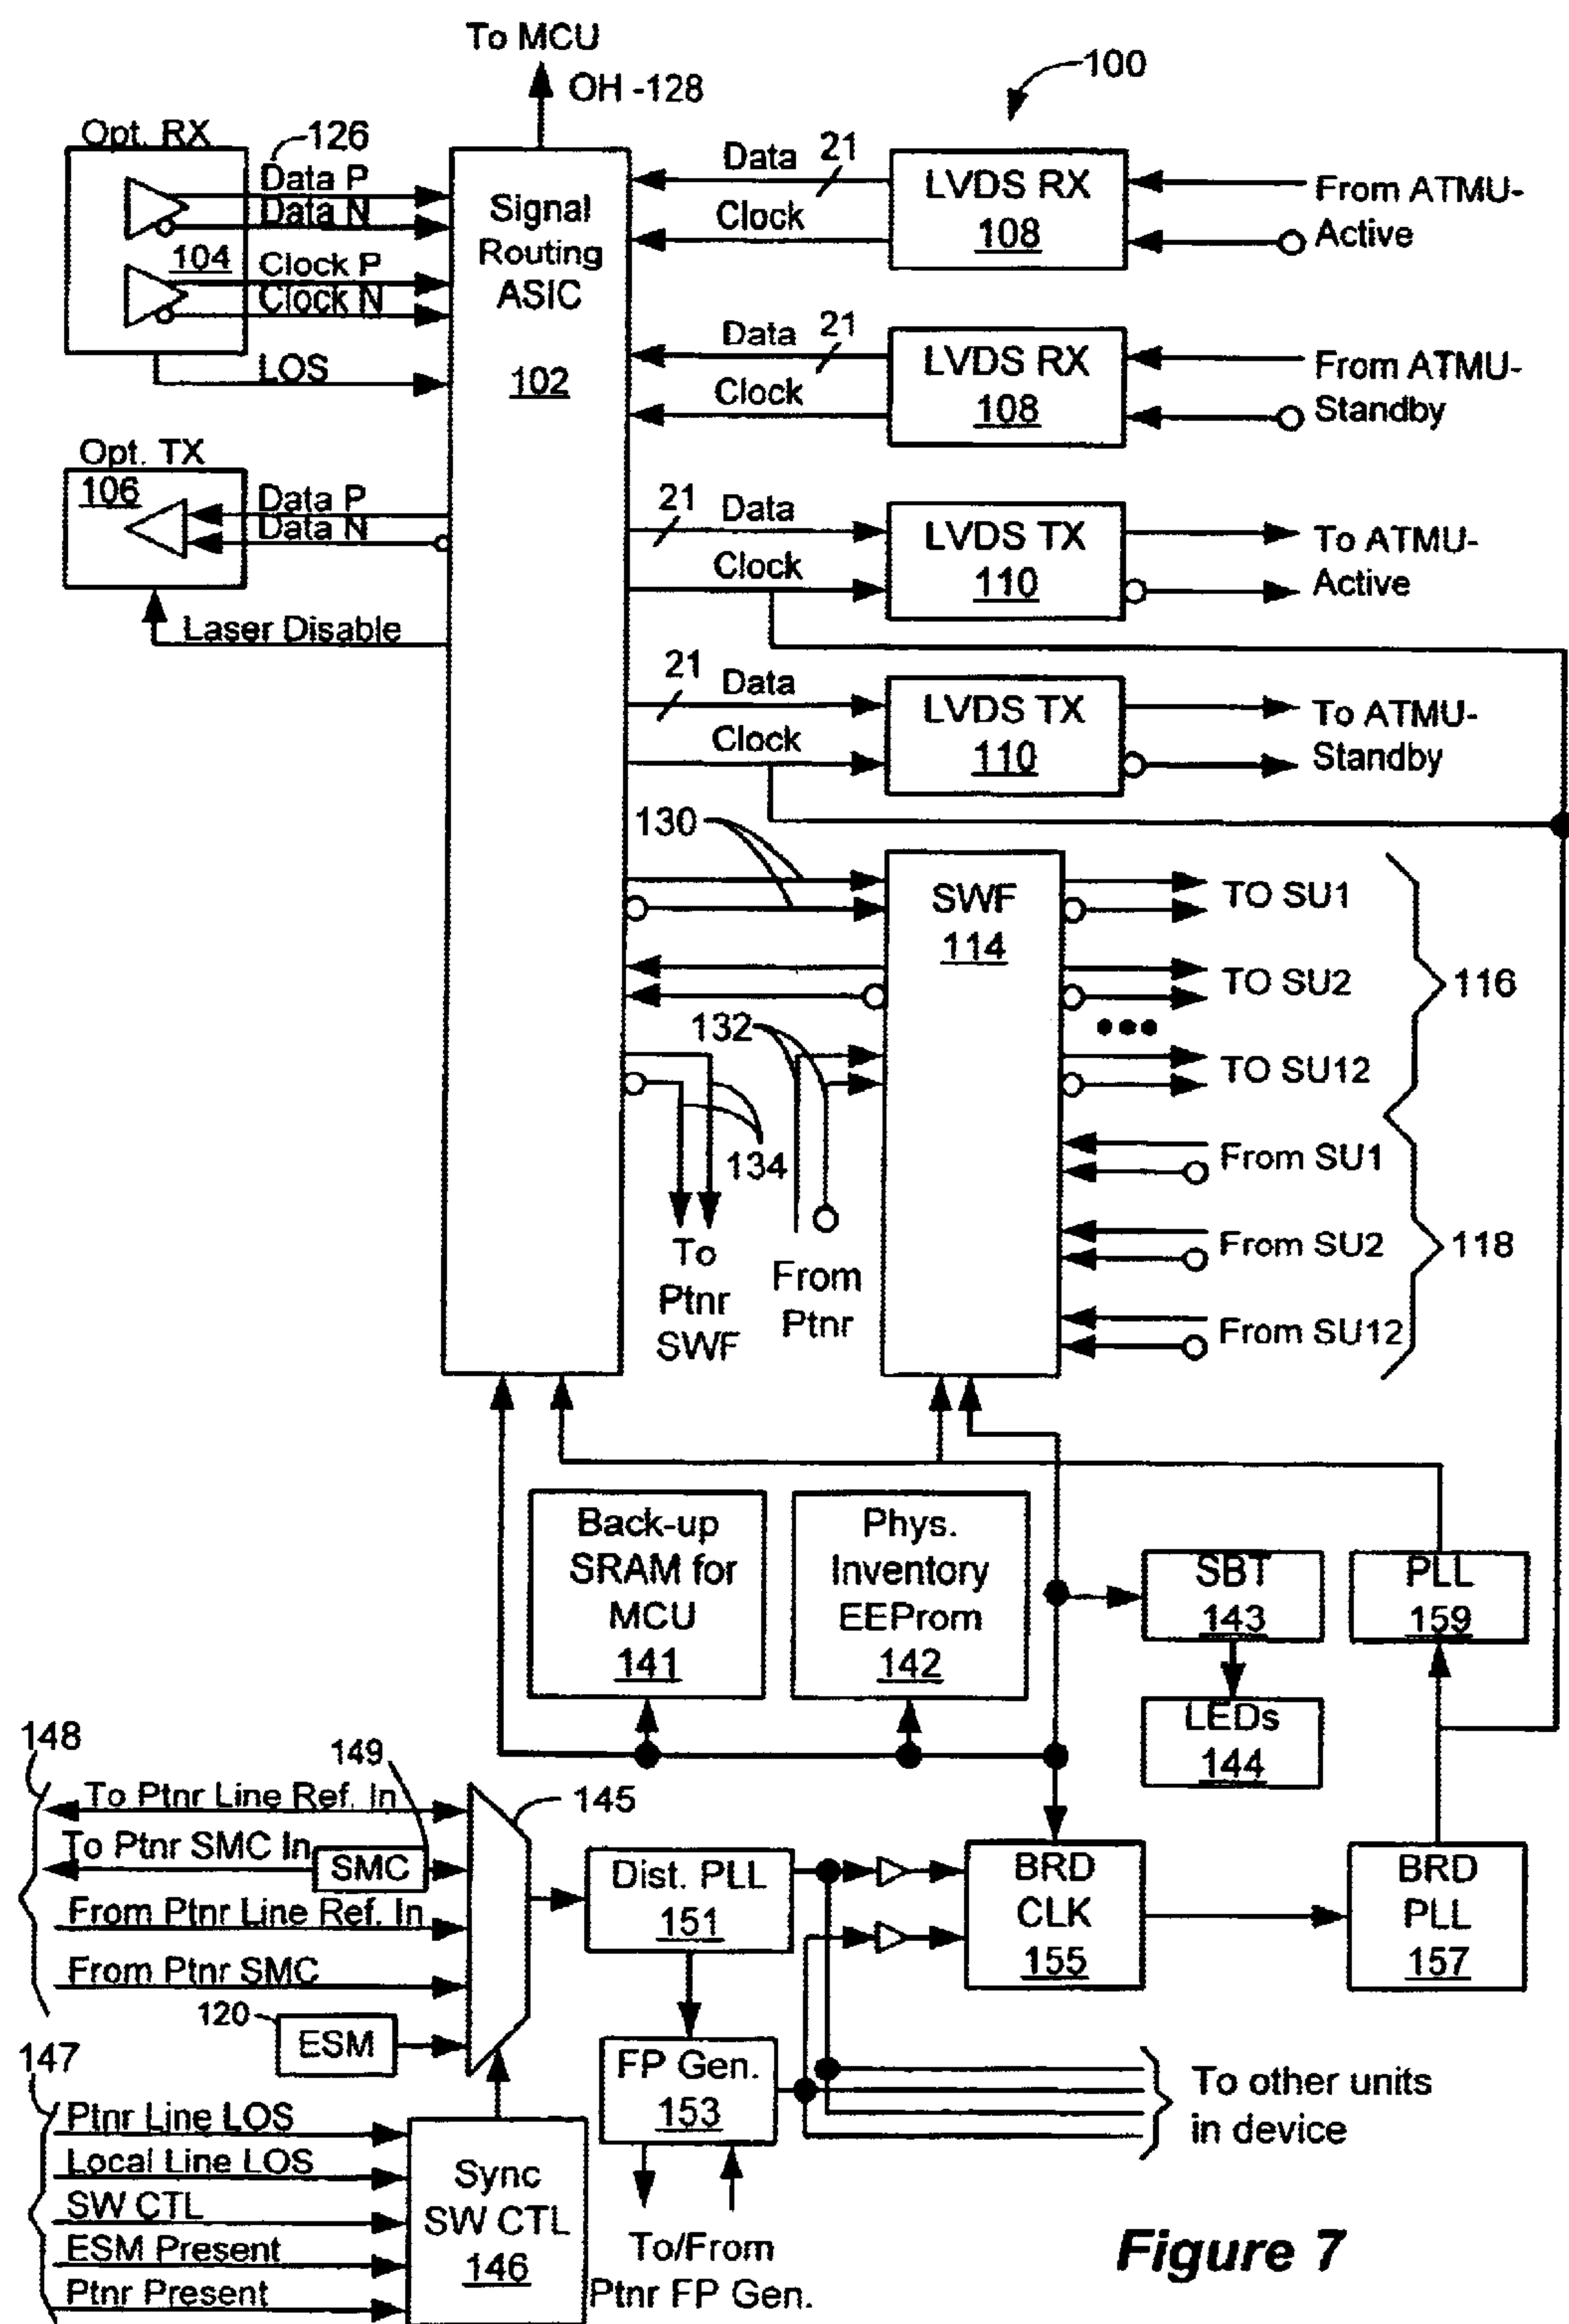 To MCU
OH -128
100
Opt. RX
126
Data P
Data N
104
Clock P
Clock N
LOS
Signal
Routing
ASIC
102
Data
21
Clock
LVDS RX
108
From ATMU-
Active
Data
21
Clock
LVDS RX
108
From ATMU-
Standby
Opt. TX
106
Data P
Data N
Laser Disable
21
Data
Clock
LVDS TX
110
To ATMU-
Active
21
Data
Clock
LVDS TX
110
To ATMU-
Standby
130
SWF
114
TO SU1
TO SU2
TO SU12
116
132
134
To
Ptnr
SWF
From
Ptnr
From SU1
From SU2
From SU12
118
Back-up
SRAM for
MCU
141
Phys.
Inventory
EEProm
142
SBT
143
PLL
159
LEDs
144
148
149
145
To Ptnr Line Ref. In
To Ptnr SMC In
SMC
From Ptnr Line Ref. In
From Ptnr SMC
120
ESM
147
Dist. PLL
151
BRD
CLK
155
BRD
PLL
157
FP Gen.
153
To other units
in device
Ptnr Line LOS
Local Line LOS
SW CTL
ESM Present
Ptnr Present
Sync
SW CTL
146
To/From
Ptnr FP Gen.
Figure 7